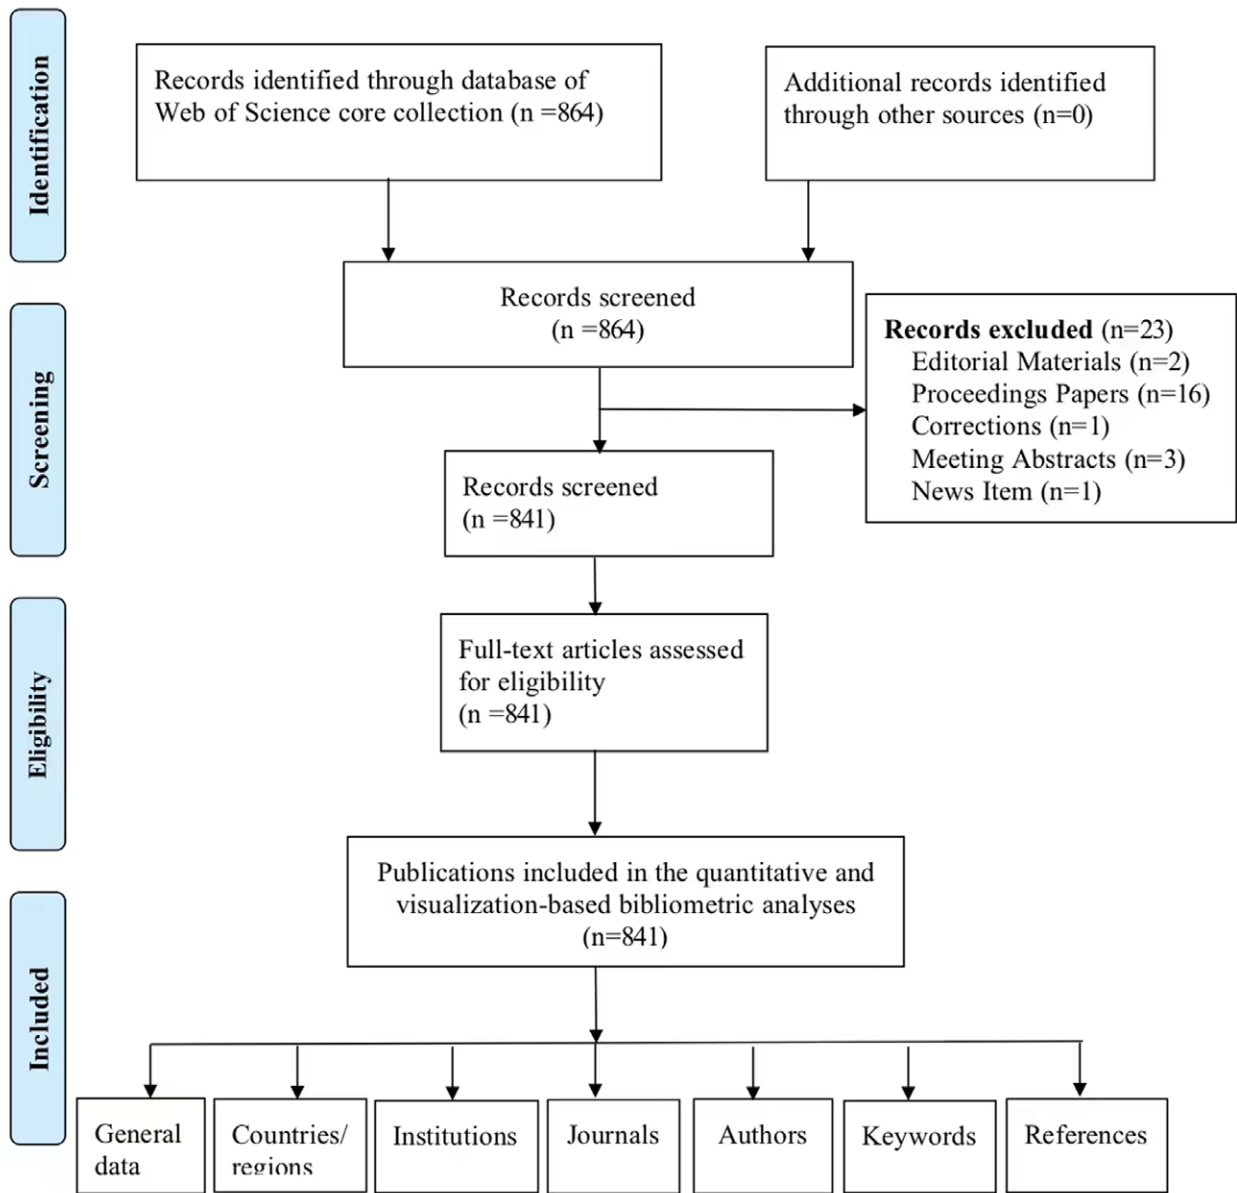 Identification
Records identified through database of
Web of Science core collection (n =864)
Additional records identified
through other sources (n=0)
Screening
Records screened
(n =864)
Records excluded (n=23)
Editorial Materials (n=2)
Proceedings Papers (n=16)
Corrections (n=1)
Meeting Abstracts (n=3)
News Item (n=1)
Records screened
(n =841)
Eligibility
Full-text articles assessed
for eligibility
(n =841)
Included
Publications included in the quantitative and
visualization-based bibliometric analyses
(n=841)
General
data
Countries/
regions
Institutions
Journals
Authors
Keywords
References